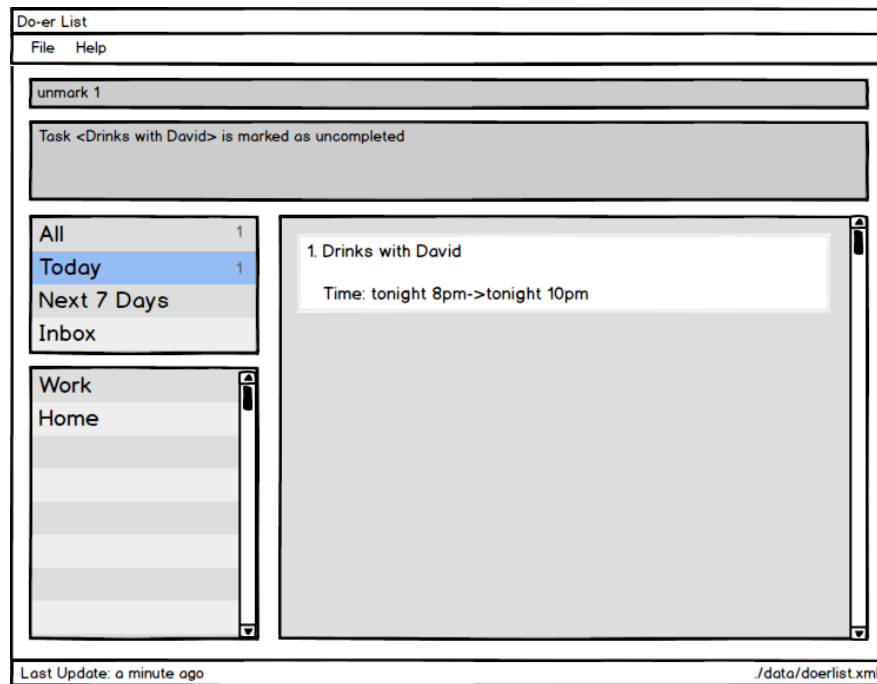 Do-er List
File Help
unmark 1
Task <Drinks with David> is marked as uncompleted
All 1
Today 1
Next 7 Days
Inbox
Work
Home
1. Drinks with David
Time: tonight 8pm->tonight 10pm
Last Update: a minute ago ./data/doerlist.xml